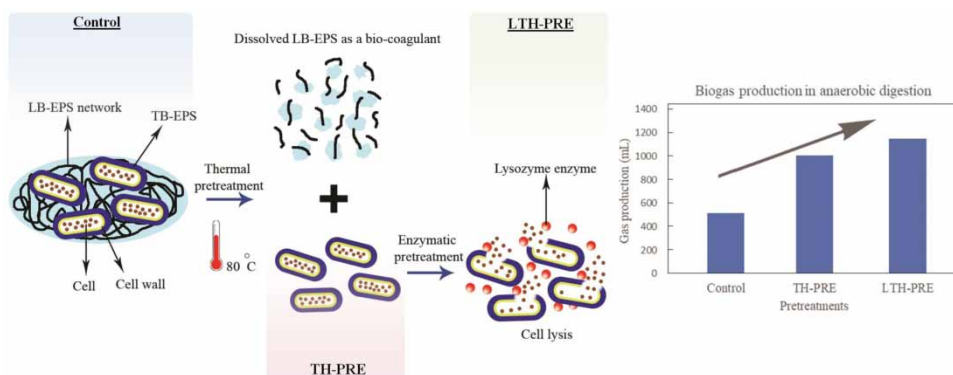 Control
LB-EPS network
TB-EPS
Cell
Cell wall
Thermal
pretreatment
80 °C
Dissolved LB-EPS as a bio-coagulant
+
TH-PRE
Enzymatic
pretreatment
LTH-PRE
Lysozyme enzyme
Cell lysis
Biogas production in anaerobic digestion
Gas production (mL)
1400
1200
1000
800
600
400
200
0
Control
TH-PRE
LTH-PRE
Pretreatments